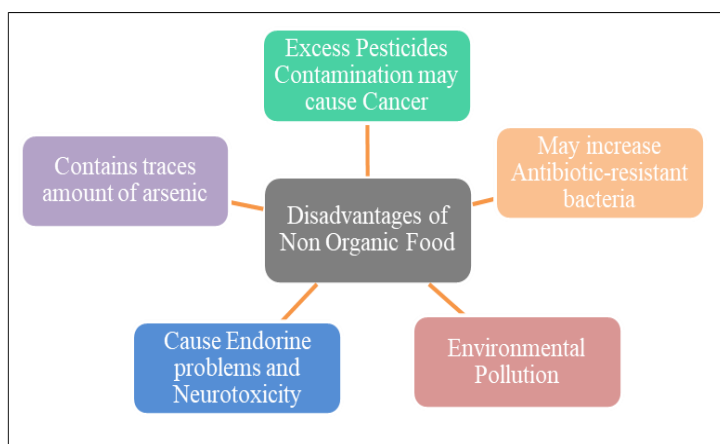 Excess Pesticides
Contamination may
cause Cancer
Contains traces
amount of arsenic
May increase
Antibiotic-resistant
bacteria
Disadvantages of
Non Organic Food
Cause Endorine
problems and
Neurotoxicity
Environmental
Pollution